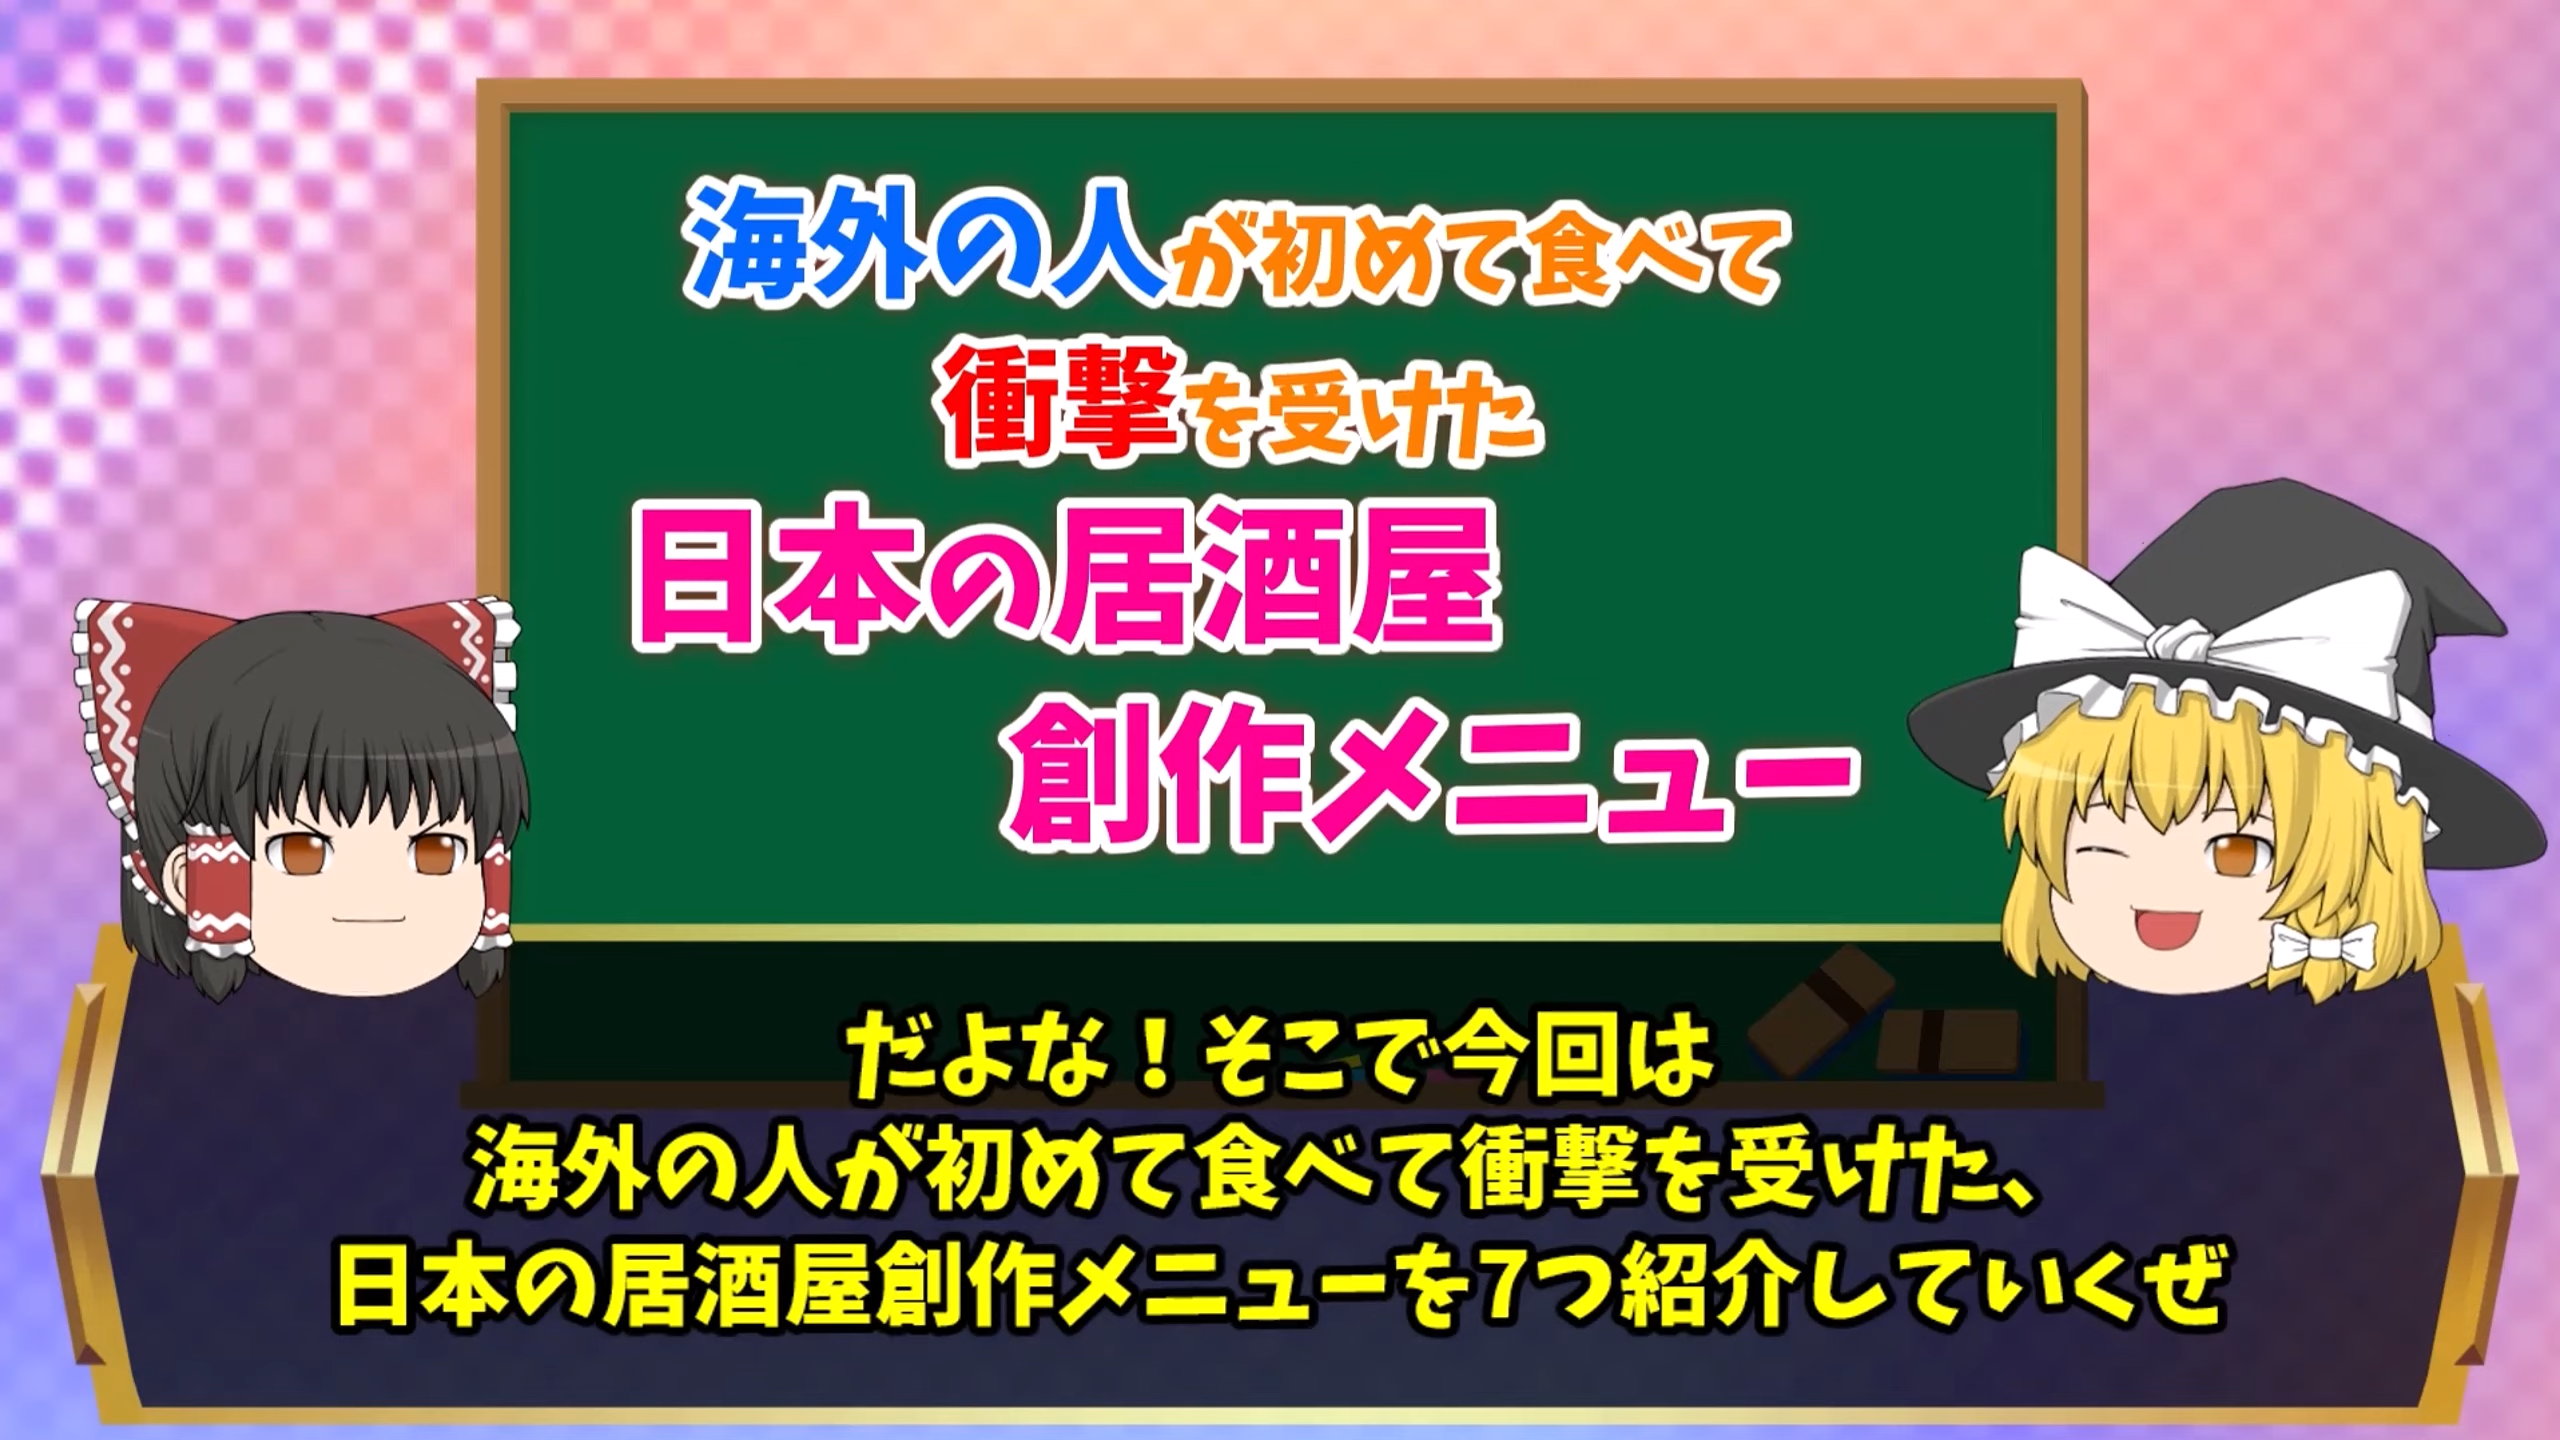 海外の人が初めて食べて
衝撃を受けた
日本の居酒屋
創作メニュー
だよな！そこで今回は
海外の人が初めて食べて衝撃を受けた、
日本の居酒屋創作メニューを7つ紹介していくぜ